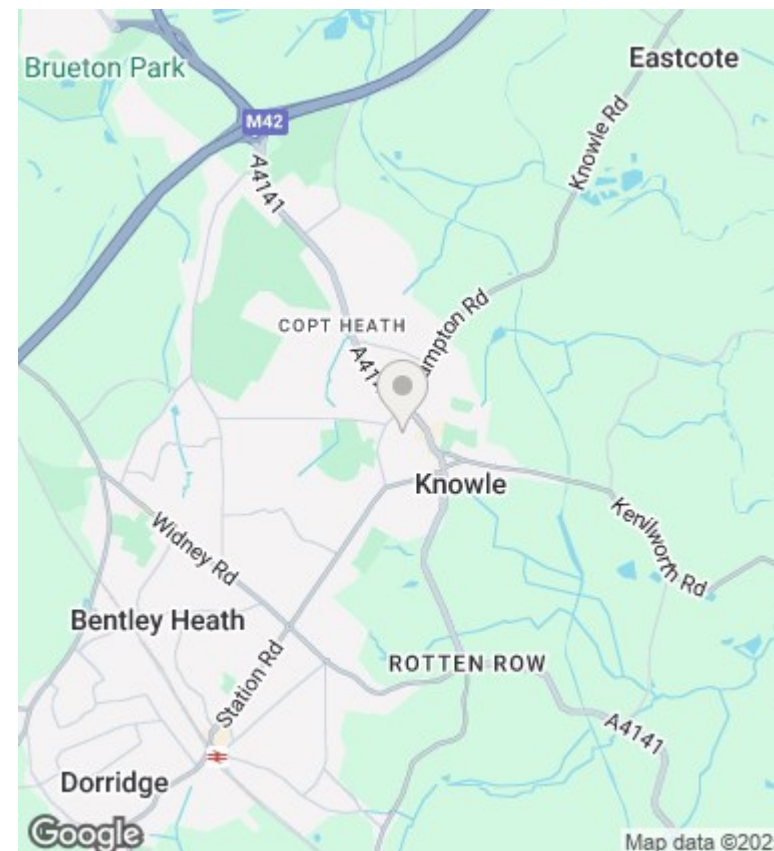 Eastcote
Brueton Park
M42
A4141
Knowle Rd
COPT HEATH
Knowle
Kenilworth Rd
Widney Rd
Bentley Heath
ROTTEN ROW
Station Rd
A4141
Dorridge
Google
Map data ©202